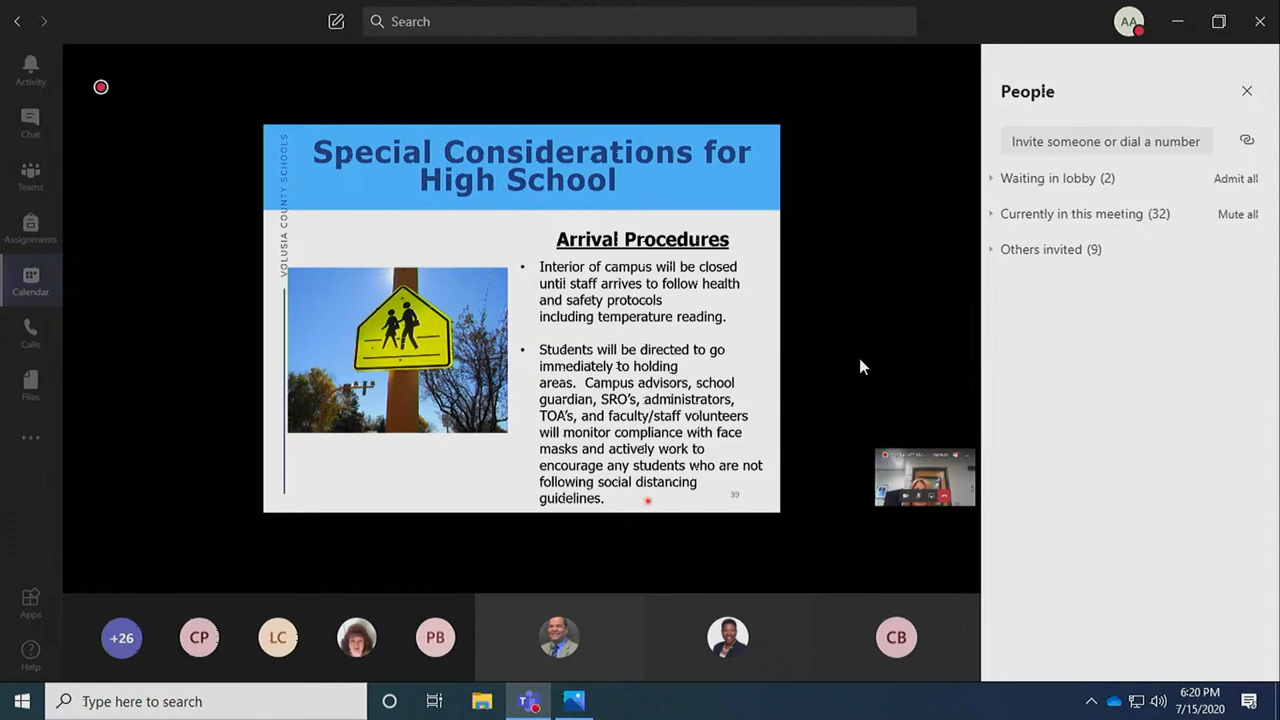 Search
AA
Activity
Chat
Teams
Assignments
Calendar
Calls
Files
Apps
Help
VOLUSIA COUNTY SCHOOLS
Special Considerations for
High School
Arrival Procedures
• Interior of campus will be closed
until staff arrives to follow health
and safety protocols
including temperature reading.
• Students will be directed to go
immediately to holding
areas. Campus advisors, school
guardian, SRO's, administrators,
TOA's, and faculty/staff volunteers
will monitor compliance with face
masks and actively work to
encourage any students who are not
following social distancing
guidelines.
39
People
Invite someone or dial a number
Waiting in lobby (2)
Admit all
Currently in this meeting (32)
Mute all
Others invited (9)
+26
CP
LC
PB
CB
Type here to search
6:20 PM
7/15/2020